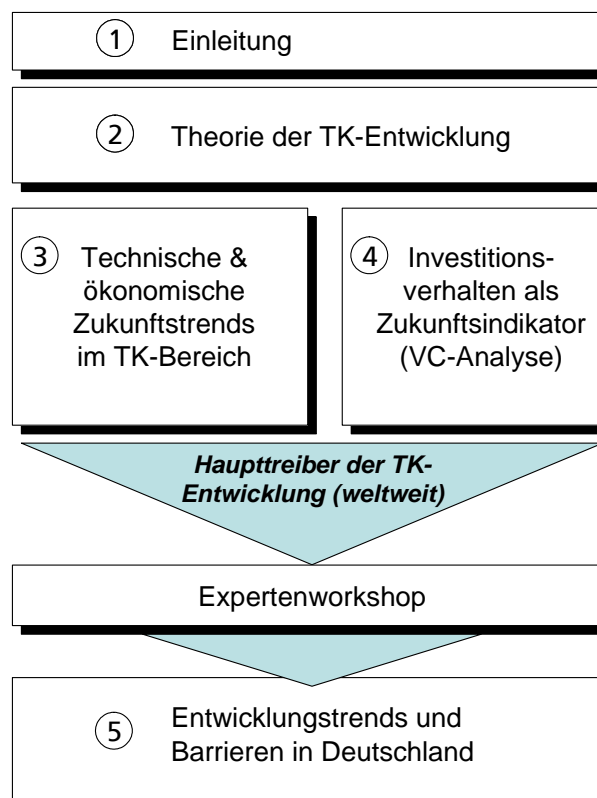 1 Einleitung
2 Theorie der TK-Entwicklung
3 Technische &
ökonomische
Zukunftstrends
im TK-Bereich
4 Investitions-
verhalten als
Zukunftsindikator
(VC-Analyse)
Haupttreiber der TK-
Entwicklung (weltweit)
Expertenworkshop
5 Entwicklungstrends und
Barrieren in Deutschland